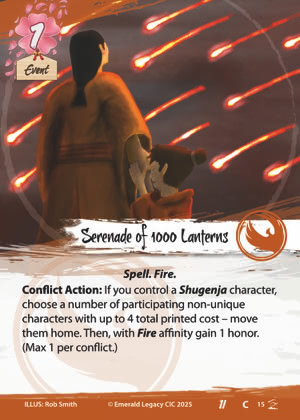 1
Event
Serenade of 1000 Lanterns
Spell. Fire.
Conflict Action: If you control a Shugenja character,
choose a number of participating non-unique
characters with up to 4 total printed cost – move
them home. Then, with Fire affinity gain 1 honor.
(Max 1 per conflict.)
ILLUS: Rob Smith © Emerald Legacy CIC 2025 C 15